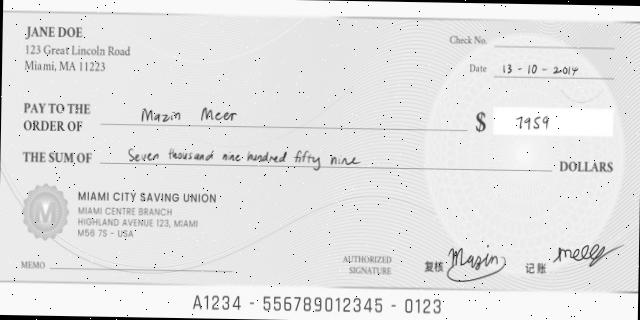 JANE DOE
123 Great Lincoln Road
Miami, MA 11223
Check No.
Date 13 - 10 - 2014
PAY TO THE
ORDER OF Mazin Meer
$ 7959
THE SUM OF Seven thousand nine hundred fifty nine DOLLARS
M
MIAMI CITY SAVING UNION
MIAMI CENTRE BRANCH
HIGHLAND AVENUE 123, MIAMI
M56 7S - USA
MEMO
AUTHORIZED
SIGNATURE
复核 Mazin 记账
A1234 - 556789012345 - 0123